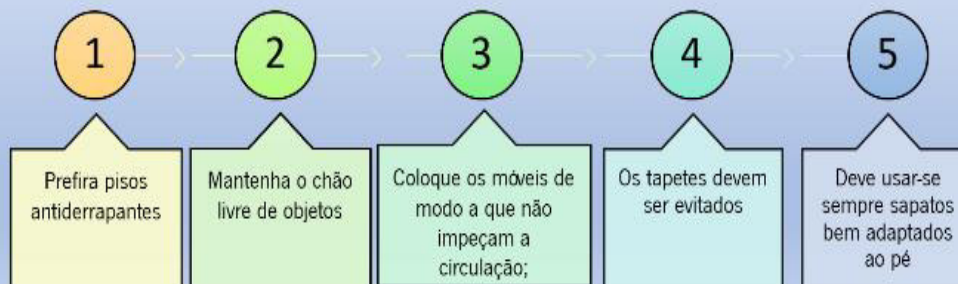 1
2
3
4
5
Prefira pisos
antiderrapantes
Mantenha o chão
livre de objetos
Coloque os móveis de
modo a que não
impeçam a
circulação;
Os tapetes devem
ser evitados
Deve usar-se
sempre sapatos
bem adaptados
ao pé